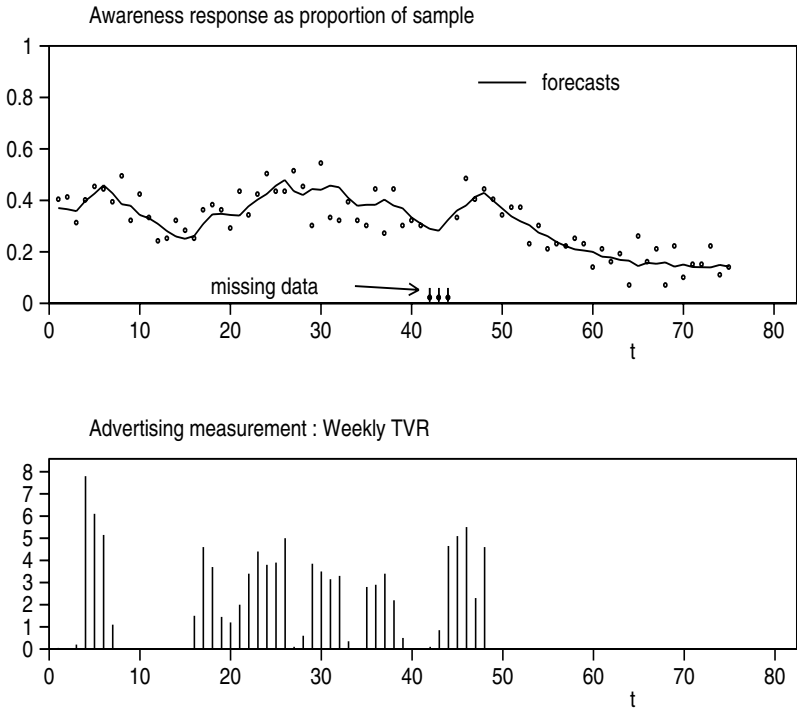 Awareness response as proportion of sample
1
0.8
0.6
0.4
0.2
0
forecasts
missing data
0 10 20 30 40 50 60 70 80
t
Advertising measurement : Weekly TVR
8
7
6
5
4
3
2
1
0
0 10 20 30 40 50 60 70 80
t